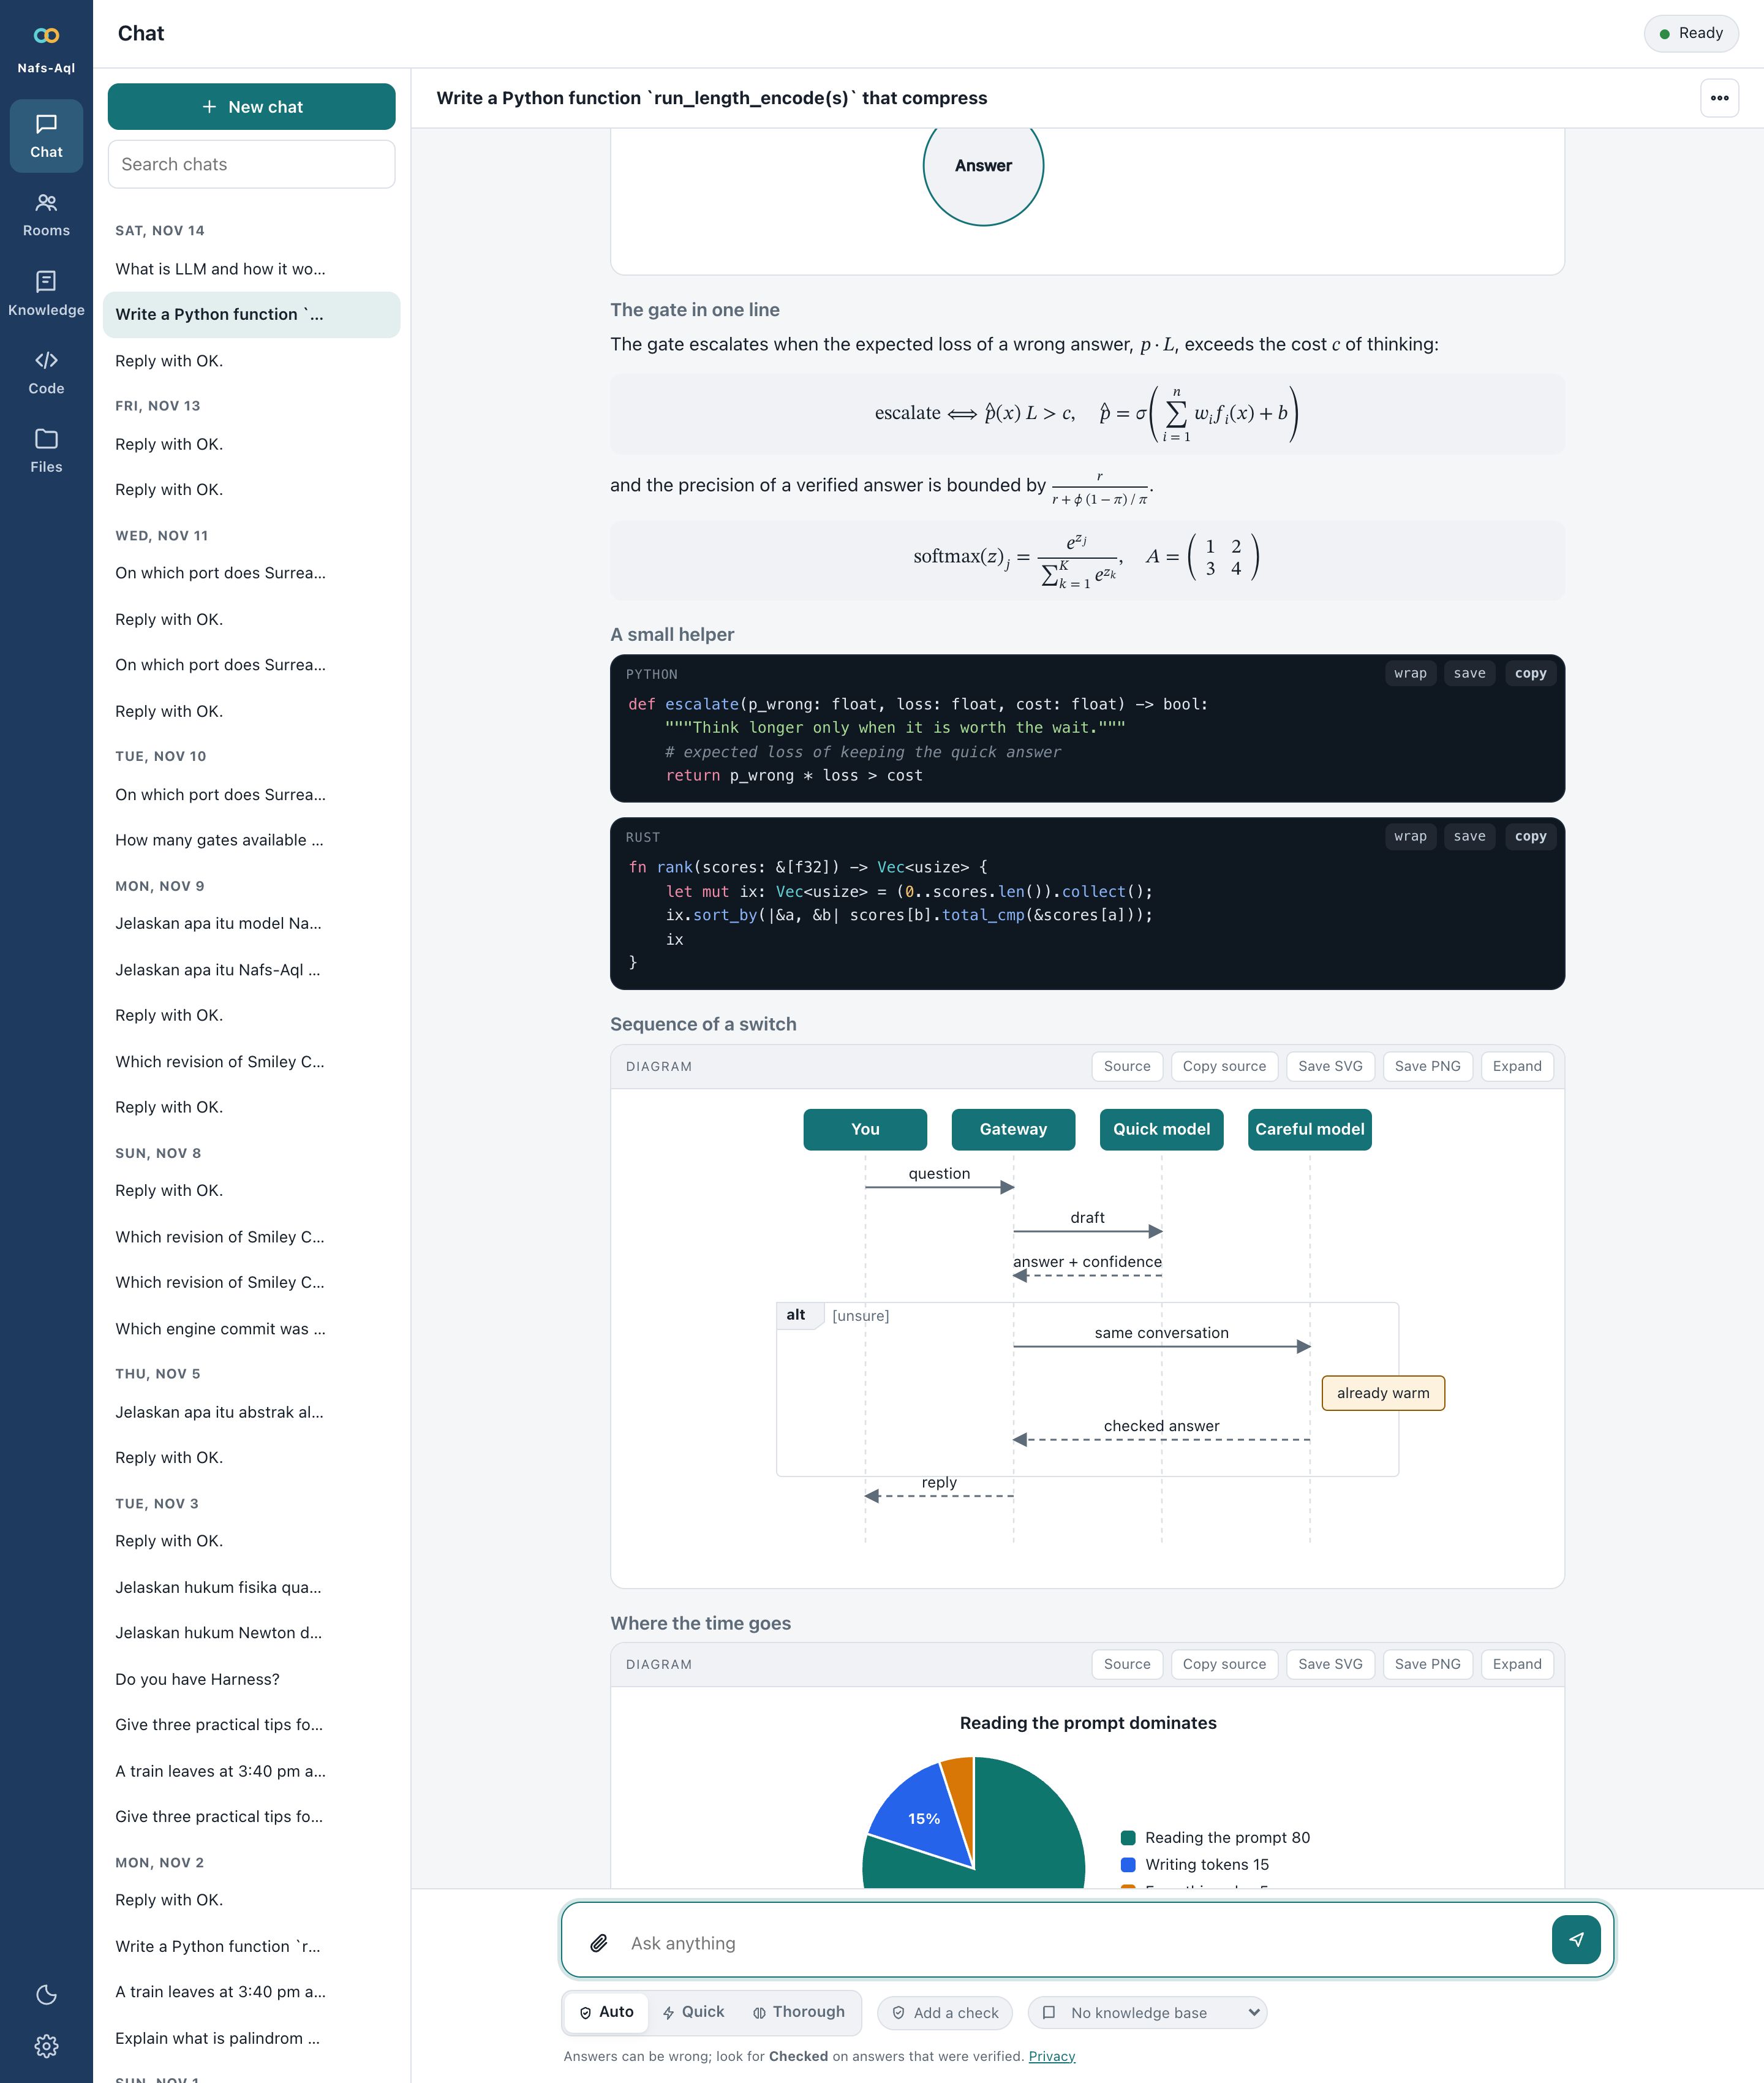 Nafs-Aql
Chat
Rooms
Knowledge
Code
Files
Chat
Ready
+ New chat
Search chats
SAT, NOV 14
What is LLM and how it wo...
Write a Python function `...
Reply with OK.
FRI, NOV 13
Reply with OK.
Reply with OK.
WED, NOV 11
On which port does Surrea...
Reply with OK.
On which port does Surrea...
Reply with OK.
TUE, NOV 10
On which port does Surrea...
How many gates available ...
MON, NOV 9
Jelaskan apa itu model Na...
Jelaskan apa itu Nafs-Aql ...
Reply with OK.
Which revision of Smiley C...
Reply with OK.
SUN, NOV 8
Reply with OK.
Which revision of Smiley C...
Which revision of Smiley C...
Which engine commit was ...
THU, NOV 5
Jelaskan apa itu abstrak al...
Reply with OK.
TUE, NOV 3
Reply with OK.
Jelaskan hukum fisika qua...
Jelaskan hukum Newton d...
Do you have Harness?
Give three practical tips fo...
A train leaves at 3:40 pm a...
Give three practical tips fo...
MON, NOV 2
Reply with OK.
Write a Python function `r...
A train leaves at 3:40 pm a...
Explain what is palindrom ...
Write a Python function `run_length_encode(s)` that compress
Answer
The gate in one line
The gate escalates when the expected loss of a wrong answer, p · L, exceeds the cost c of thinking:
escalate ⟺ p̂(x) L > c, p̂ = σ(∑_{i = 1}^{n} w_i f_i(x) + b)
and the precision of a verified answer is bounded by r / (r + ϕ (1 − π) / π).
softmax(z)_j = e^{z_j} / ∑_{k = 1}^{K} e^{z_k}, A = ( 1 2
3 4 )
A small helper
PYTHON wrap save copy
def escalate(p_wrong: float, loss: float, cost: float) -> bool:
"""Think longer only when it is worth the wait."""
# expected loss of keeping the quick answer
return p_wrong * loss > cost
RUST wrap save copy
fn rank(scores: &[f32]) -> Vec<usize> {
let mut ix: Vec<usize> = (0..scores.len()).collect();
ix.sort_by(|&a, &b| scores[b].total_cmp(&scores[a]));
ix
}
Sequence of a switch
DIAGRAM Source Copy source Save SVG Save PNG Expand
You Gateway Quick model Careful model
question
draft
answer + confidence
alt [unsure]
same conversation
already warm
checked answer
reply
Where the time goes
DIAGRAM Source Copy source Save SVG Save PNG Expand
Reading the prompt dominates
15%
Reading the prompt 80
Writing tokens 15
Ask anything
Auto Quick Thorough Add a check No knowledge base
Answers can be wrong; look for Checked on answers that were verified. Privacy